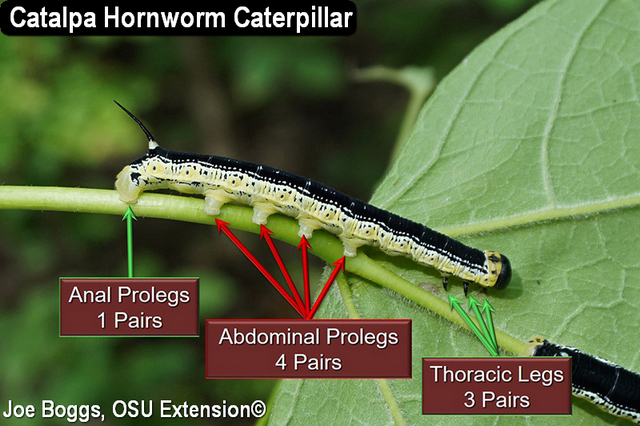 Catalpa Hornworm Caterpillar
Anal Prolegs
1 Pairs
Abdominal Prolegs
4 Pairs
Thoracic Legs
3 Pairs
Joe Boggs, OSU Extension©